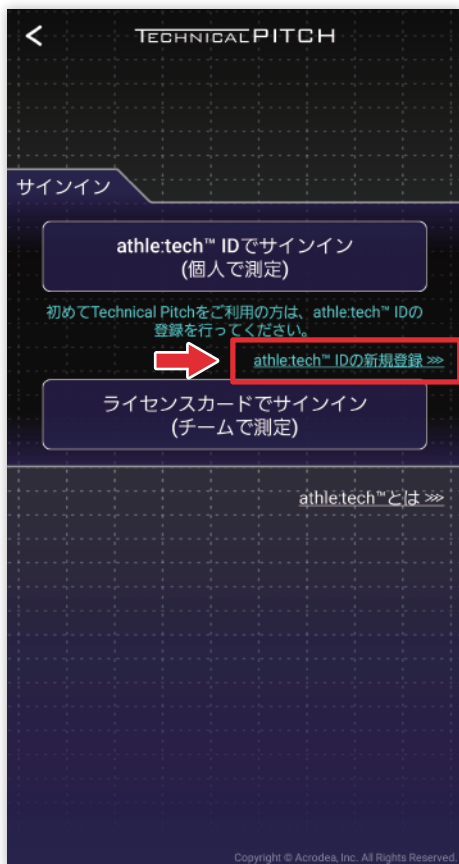 TECHNICALPITCH
サインイン
athle:tech™ IDでサインイン
(個人で測定)
初めてTechnical Pitchをご利用の方は、athle:tech™ IDの
登録を行ってください。
athle:tech™ IDの新規登録 >>>
ライセンスカードでサインイン
(チームで測定)
athle:tech™とは >>>
Copyright © Acrodea, Inc. All Rights Reserved.